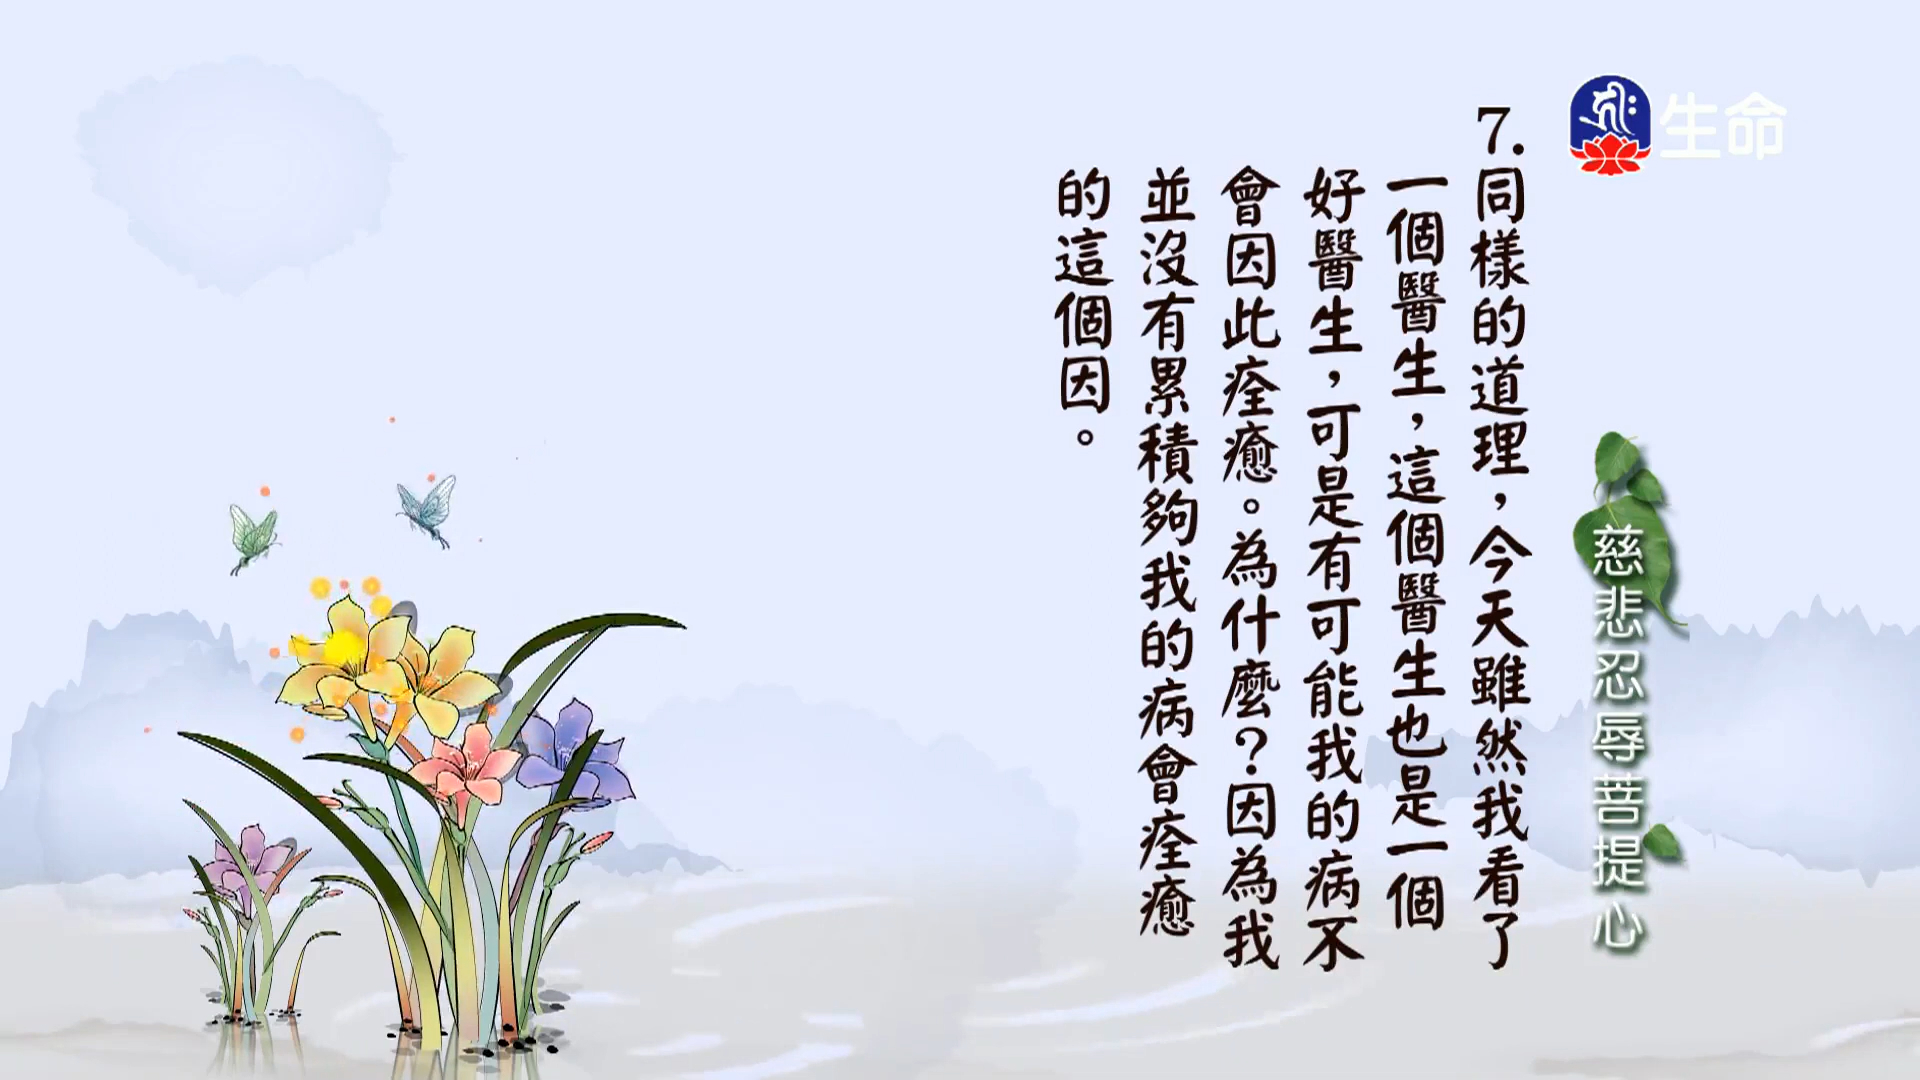 生命
7.同樣的道理，今天雖然我看了
一個醫生，這個醫生也是一個
好醫生，可是有可能我的病不
會因此痊癒。為什麼？因為我
並沒有累積夠我的病會痊癒
的這個因。
慈悲忍辱菩提心